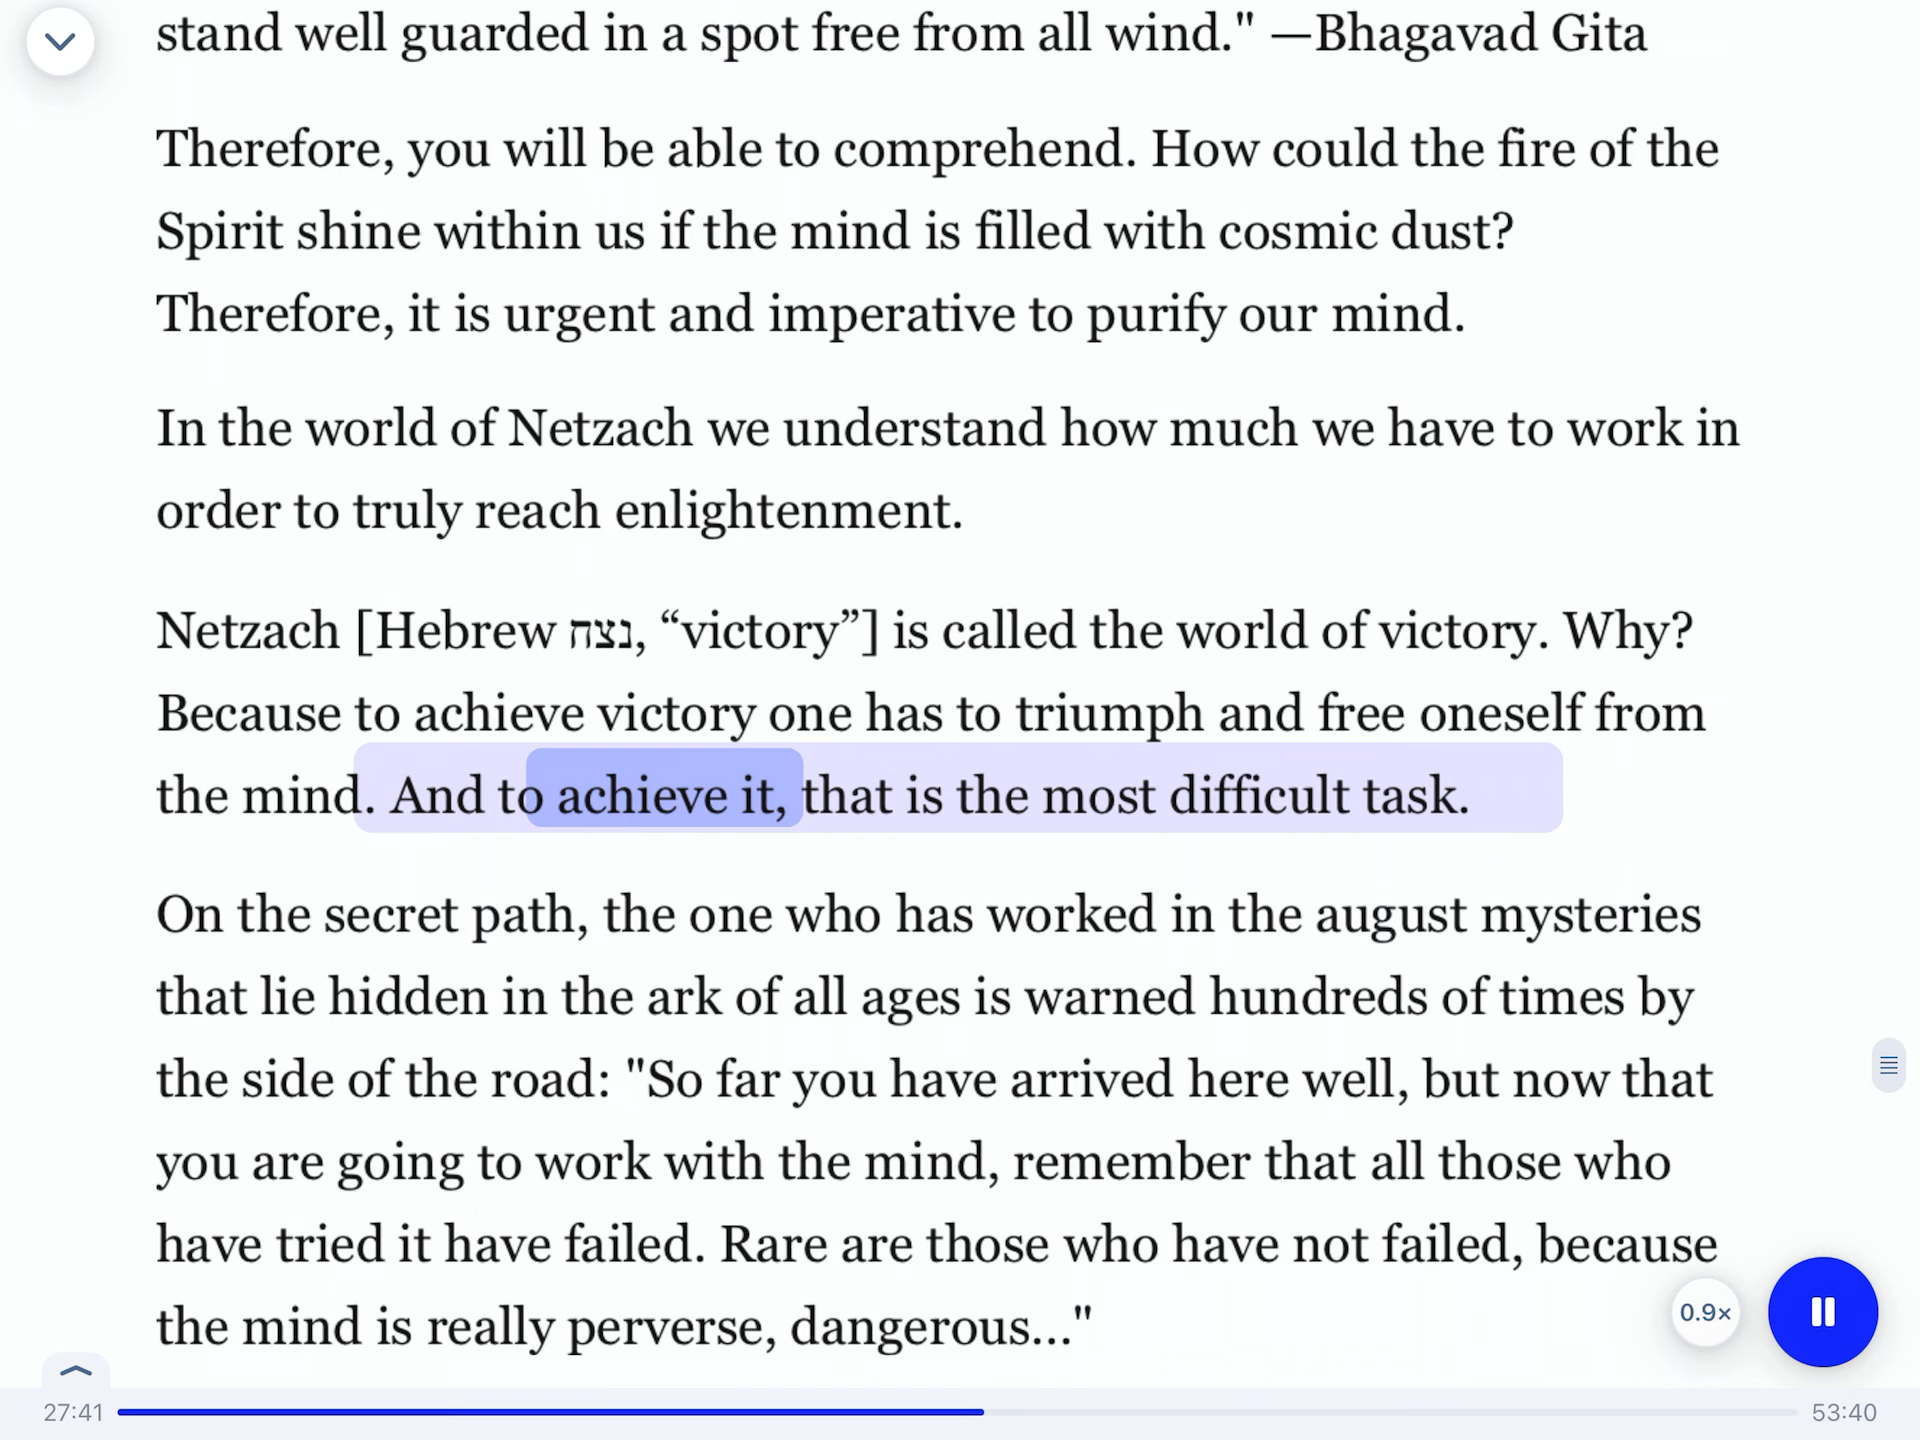 stand well guarded in a spot free from all wind." —Bhagavad Gita
Therefore, you will be able to comprehend. How could the fire of the
Spirit shine within us if the mind is filled with cosmic dust?
Therefore, it is urgent and imperative to purify our mind.
In the world of Netzach we understand how much we have to work in
order to truly reach enlightenment.
Netzach [Hebrew נצח, “victory”] is called the world of victory. Why?
Because to achieve victory one has to triumph and free oneself from
the mind. And to achieve it, that is the most difficult task.
On the secret path, the one who has worked in the august mysteries
that lie hidden in the ark of all ages is warned hundreds of times by
the side of the road: "So far you have arrived here well, but now that
you are going to work with the mind, remember that all those who
have tried it have failed. Rare are those who have not failed, because
the mind is really perverse, dangerous..."
0.9×
27:41
53:40